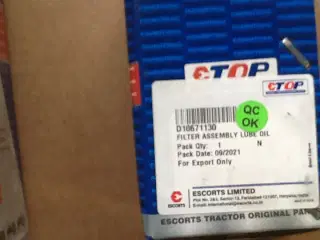 ETOP
ETOP
QC
OK
D10671130
FILTER ASSEMBLY LUBE OIL
Pack Qty: 1 N
Pack Date: 09/2021
For Export Only
ESCORTS LIMITED
ESCORTS
ESCORTS TRACTOR ORIGINAL PA